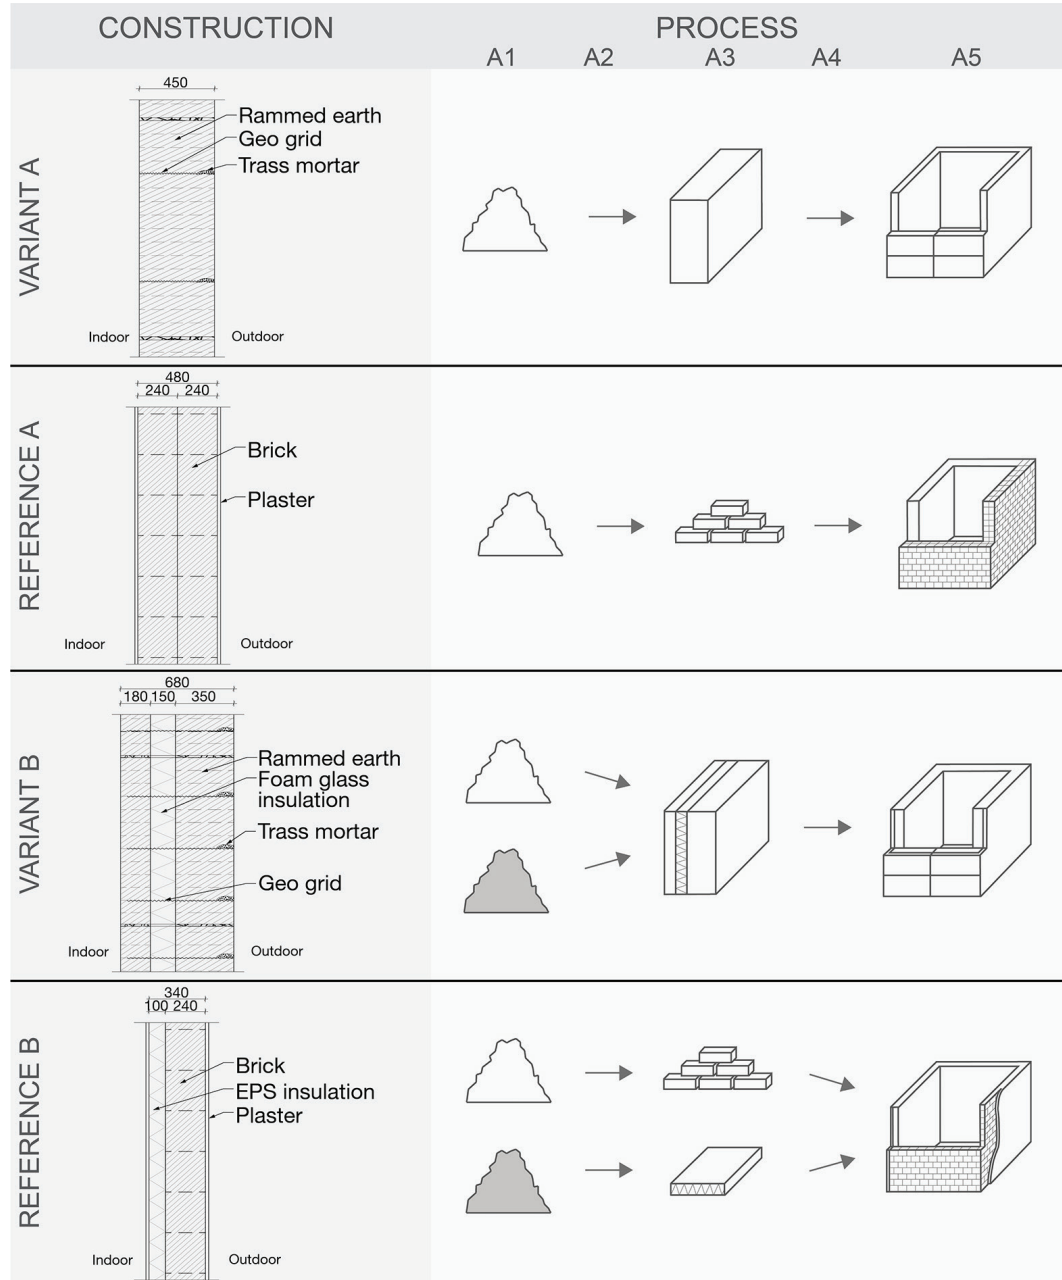 CONSTRUCTION
PROCESS
A1 A2 A3 A4 A5
VARIANT A
450
Rammed earth
Geo grid
Trass mortar
Indoor
Outdoor
REFERENCE A
480
240 240
Brick
Plaster
Indoor
Outdoor
VARIANT B
680
180 150 350
Rammed earth
Foam glass
insulation
Trass mortar
Geo grid
Indoor
Outdoor
REFERENCE B
340
100 240
Brick
EPS insulation
Plaster
Indoor
Outdoor